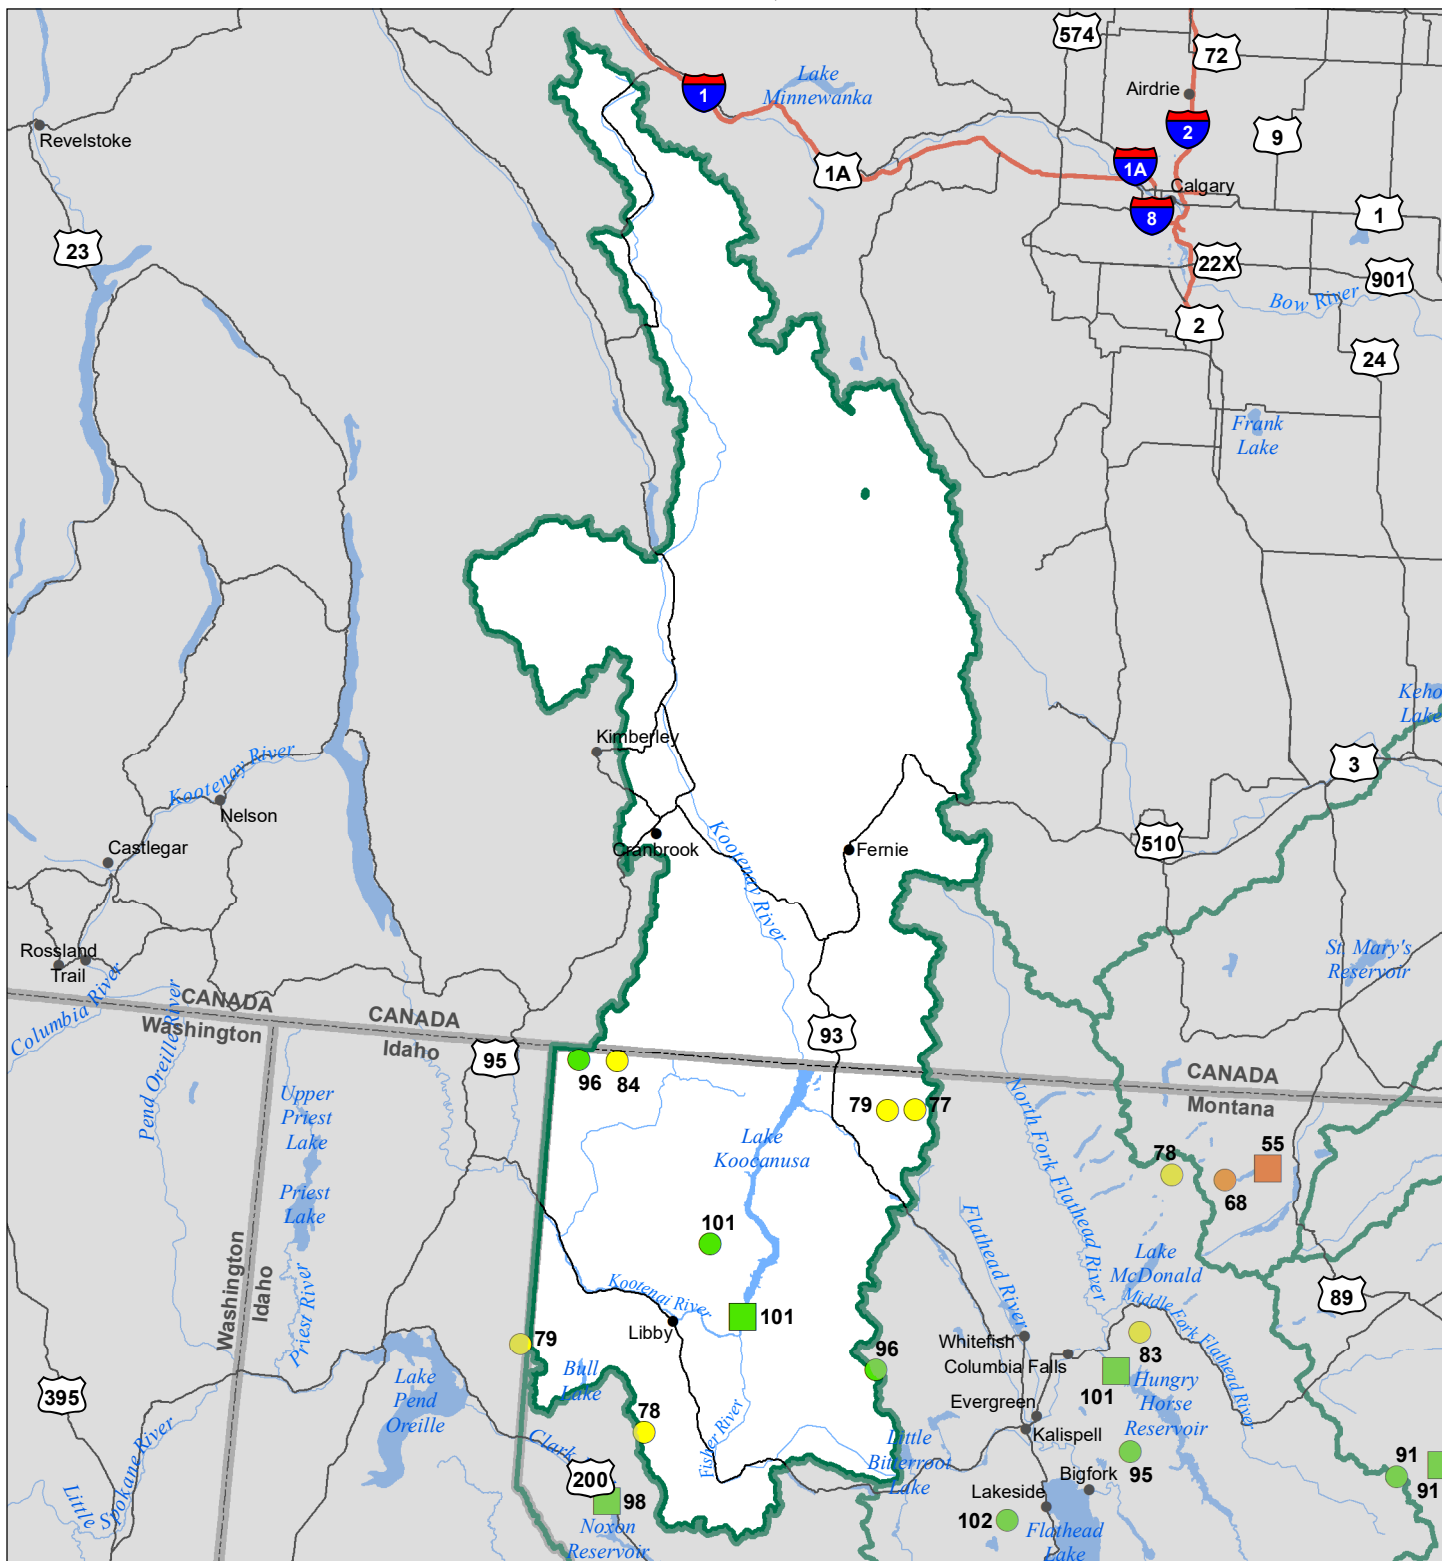 574
72
Airdrie
Lake
Minnewanka
1
2
9
Revelstoke
1A
1A
Calgary
8
1
23
22X
901
Bow River
2
24
Frank
Lake
Keho
Lake
Kimberley
3
Kootenay River
Nelson
Kootenay River
Cranbrook
Fernie
510
Castlegar
Rossland
Trail
St. Mary's
Reservoir
Columbia River
Pend Oreille River
CANADA
Washington
CANADA
Idaho
95
93
96
84
CANADA
Montana
79
77
North Fork Flathead River
Upper
Priest
Lake
Lake
Koocanusa
78
55
68
Priest
Lake
101
Flathead River
Lake
McDonald
Washington
Idaho
Priest River
Kootenai River
101
Libby
Middle Fork Flathead River
89
Whitefish
83
79
96
Columbia Falls
101
Hungry
Horse
Reservoir
Bull
Lake
395
Lake
Pend
Oreille
78
Evergreen
Kalispell
Fisher River
Little
Bitterroot
Lake
95
Clark
200
Bigfork
91
91
Little Spokane River
98
Lakeside
102
Noxon
Reservoir
Flathead
Lake